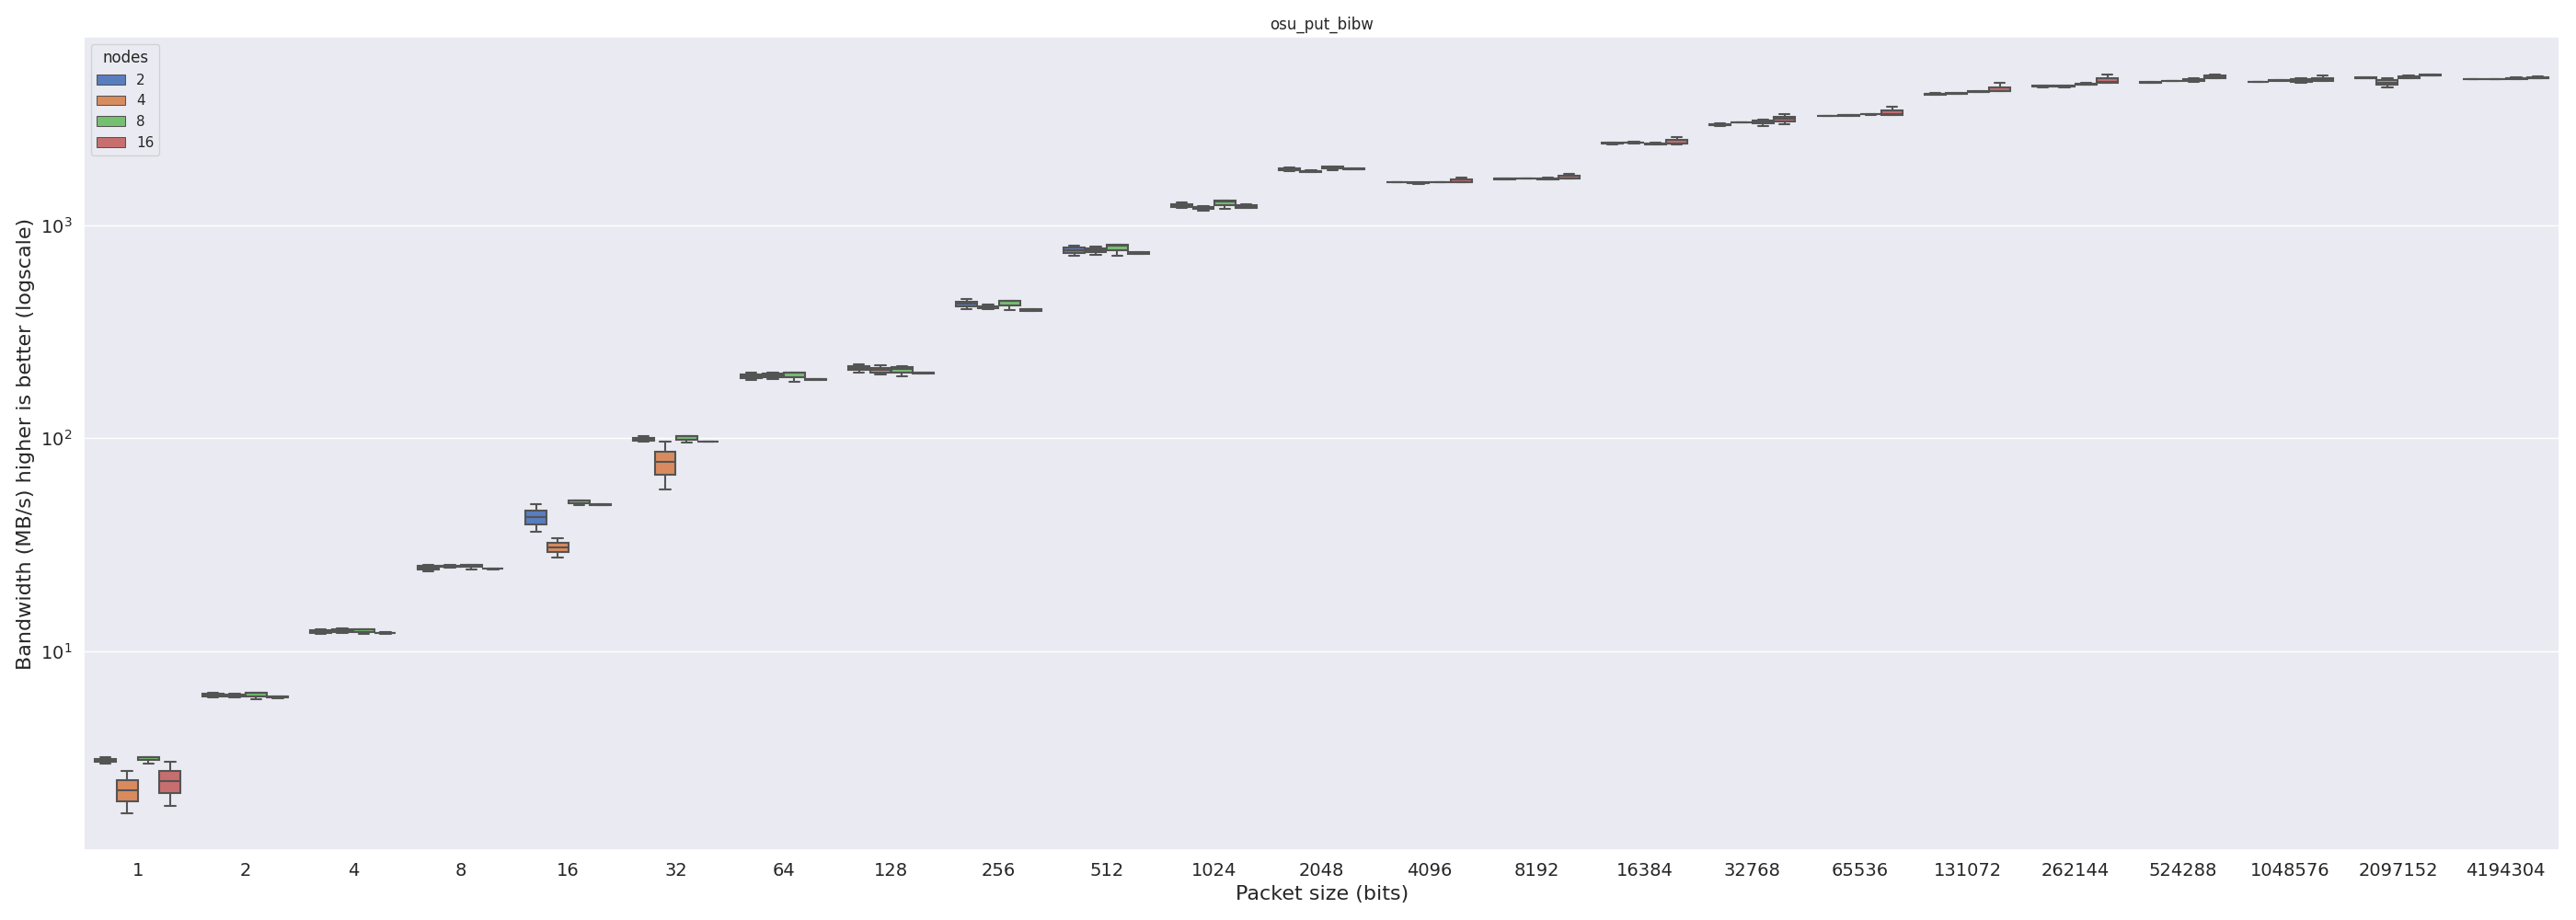 osu_put_bibw
nodes
2
4
8
16
Bandwidth (MB/s) higher is better (logscale)
10³
10²
10¹
1 2 4 8 16 32 64 128 256 512 1024 2048 4096 8192 16384 32768 65536 131072 262144 524288 1048576 2097152 4194304
Packet size (bits)